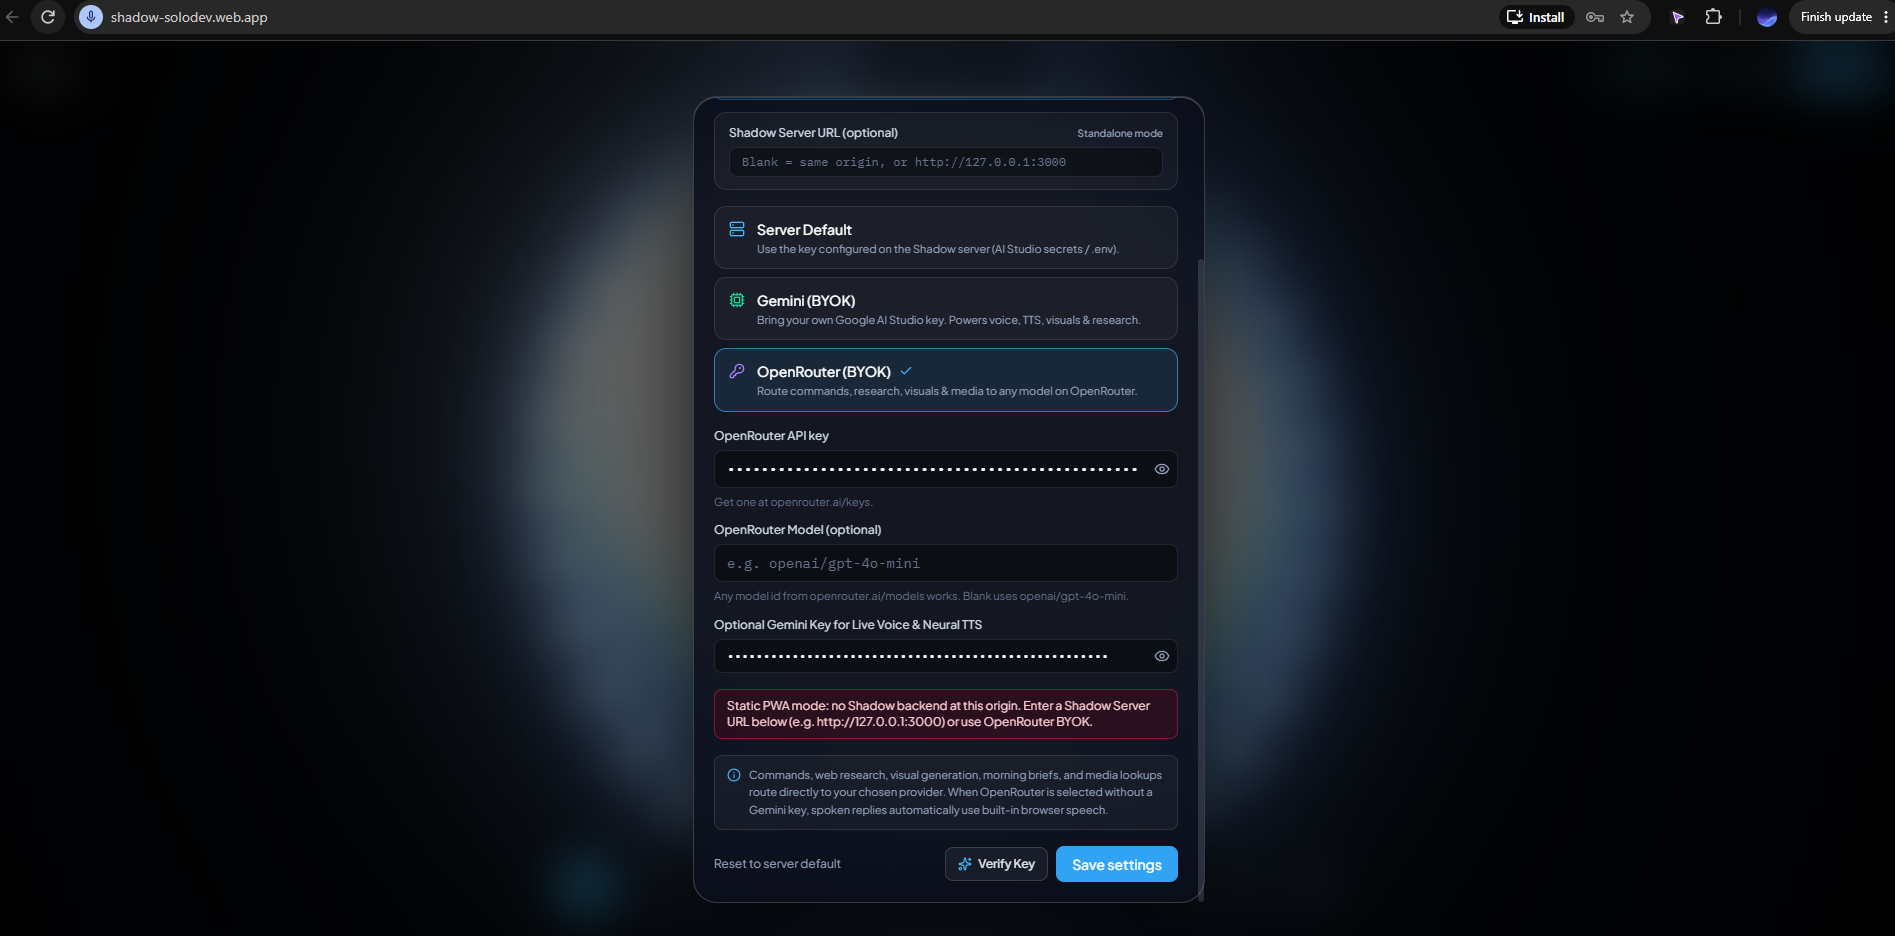 shadow-solodev.web.app
Install
Finish update
Shadow Server URL (optional)
Standalone mode
Blank = same origin, or http://127.0.0.1:3000
Server Default
Use the key configured on the Shadow server (AI Studio secrets / .env).
Gemini (BYOK)
Bring your own Google AI Studio key. Powers voice, TTS, visuals & research.
OpenRouter (BYOK)
Route commands, research, visuals & media to any model on OpenRouter.
OpenRouter API key
Get one at openrouter.ai/keys.
OpenRouter Model (optional)
e.g. openai/gpt-4o-mini
Any model id from openrouter.ai/models works. Blank uses openai/gpt-4o-mini.
Optional Gemini Key for Live Voice & Neural TTS
Static PWA mode: no Shadow backend at this origin. Enter a Shadow Server
URL below (e.g. http://127.0.0.1:3000) or use OpenRouter BYOK.
Commands, web research, visual generation, morning briefs, and media lookups
route directly to your chosen provider. When OpenRouter is selected without a
Gemini key, spoken replies automatically use built-in browser speech.
Reset to server default
Verify Key
Save settings